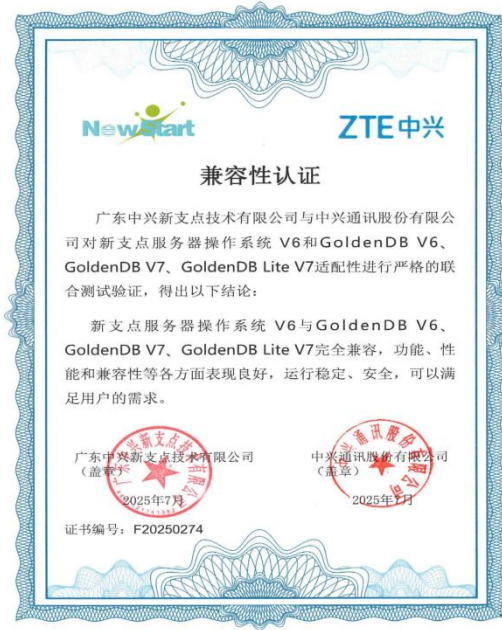 NewStart
ZTE中兴
兼容性认证
广东中兴新支点技术有限公司与中兴通讯股份有限公
司对新支点服务器操作系统 V6和GoldenDB V6、
GoldenDB V7、GoldenDB Lite V7适配性进行严格的联
合测试验证，得出以下结论：
新支点服务器操作系统 V6与GoldenDB V6、
GoldenDB V7、GoldenDB Lite V7完全兼容，功能、性
能和兼容性等各方面表现良好，运行稳定、安全，可以满
足用户的需求。
广东中兴新支点技术有限公司
（盖章）
2025年7月
中兴通讯股份有限公司
（盖章）
2025年7月
证书编号：F20250274